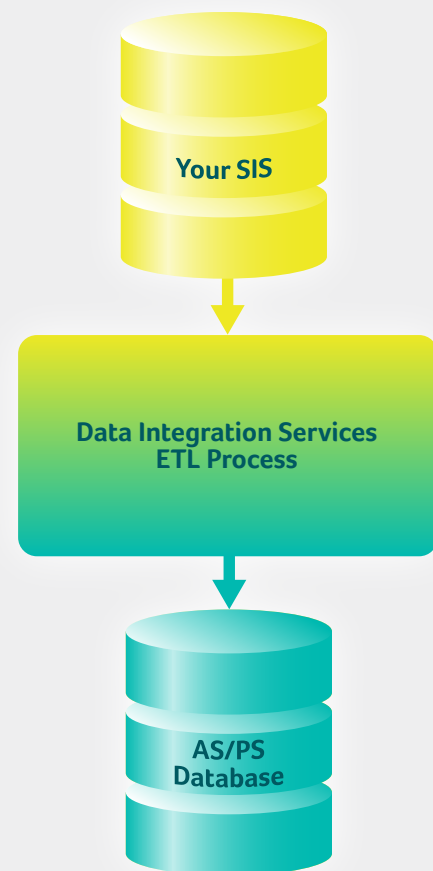 Your SIS
Data Integration Services
ETL Process
AS/PS
Database